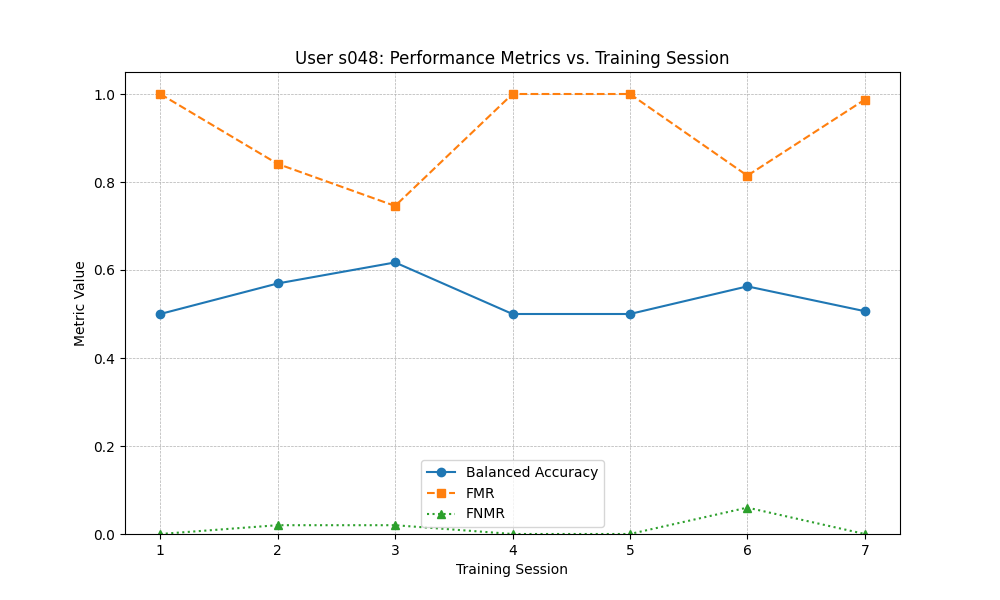 User s048: Performance Metrics vs. Training Session
Metric Value
1.0
0.8
0.6
0.4
0.2
0.0
Balanced Accuracy
FMR
FNMR
1 2 3 4 5 6 7
Training Session